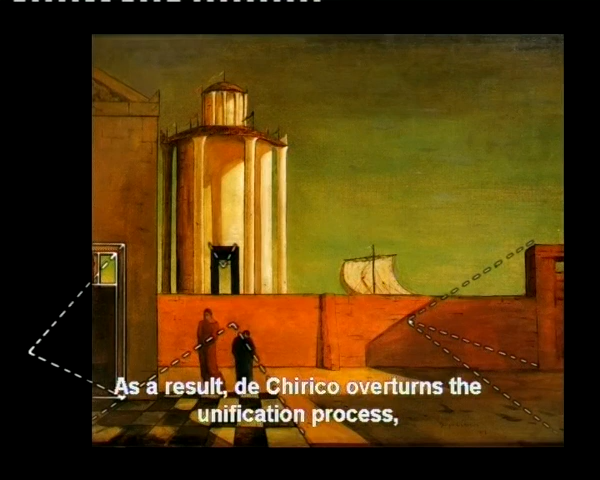 As a result, de Chirico overturns the
unification process,